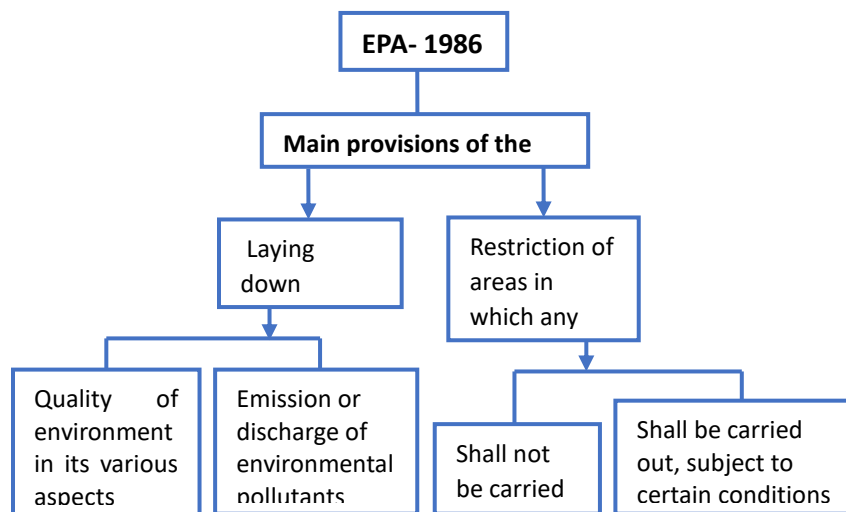 EPA- 1986
Main provisions of the
Laying
down
Restriction of
areas in
which any
Quality of
environment
in its various
aspects
Emission or
discharge of
environmental
pollutants
Shall not
be carried
Shall be carried
out, subject to
certain conditions